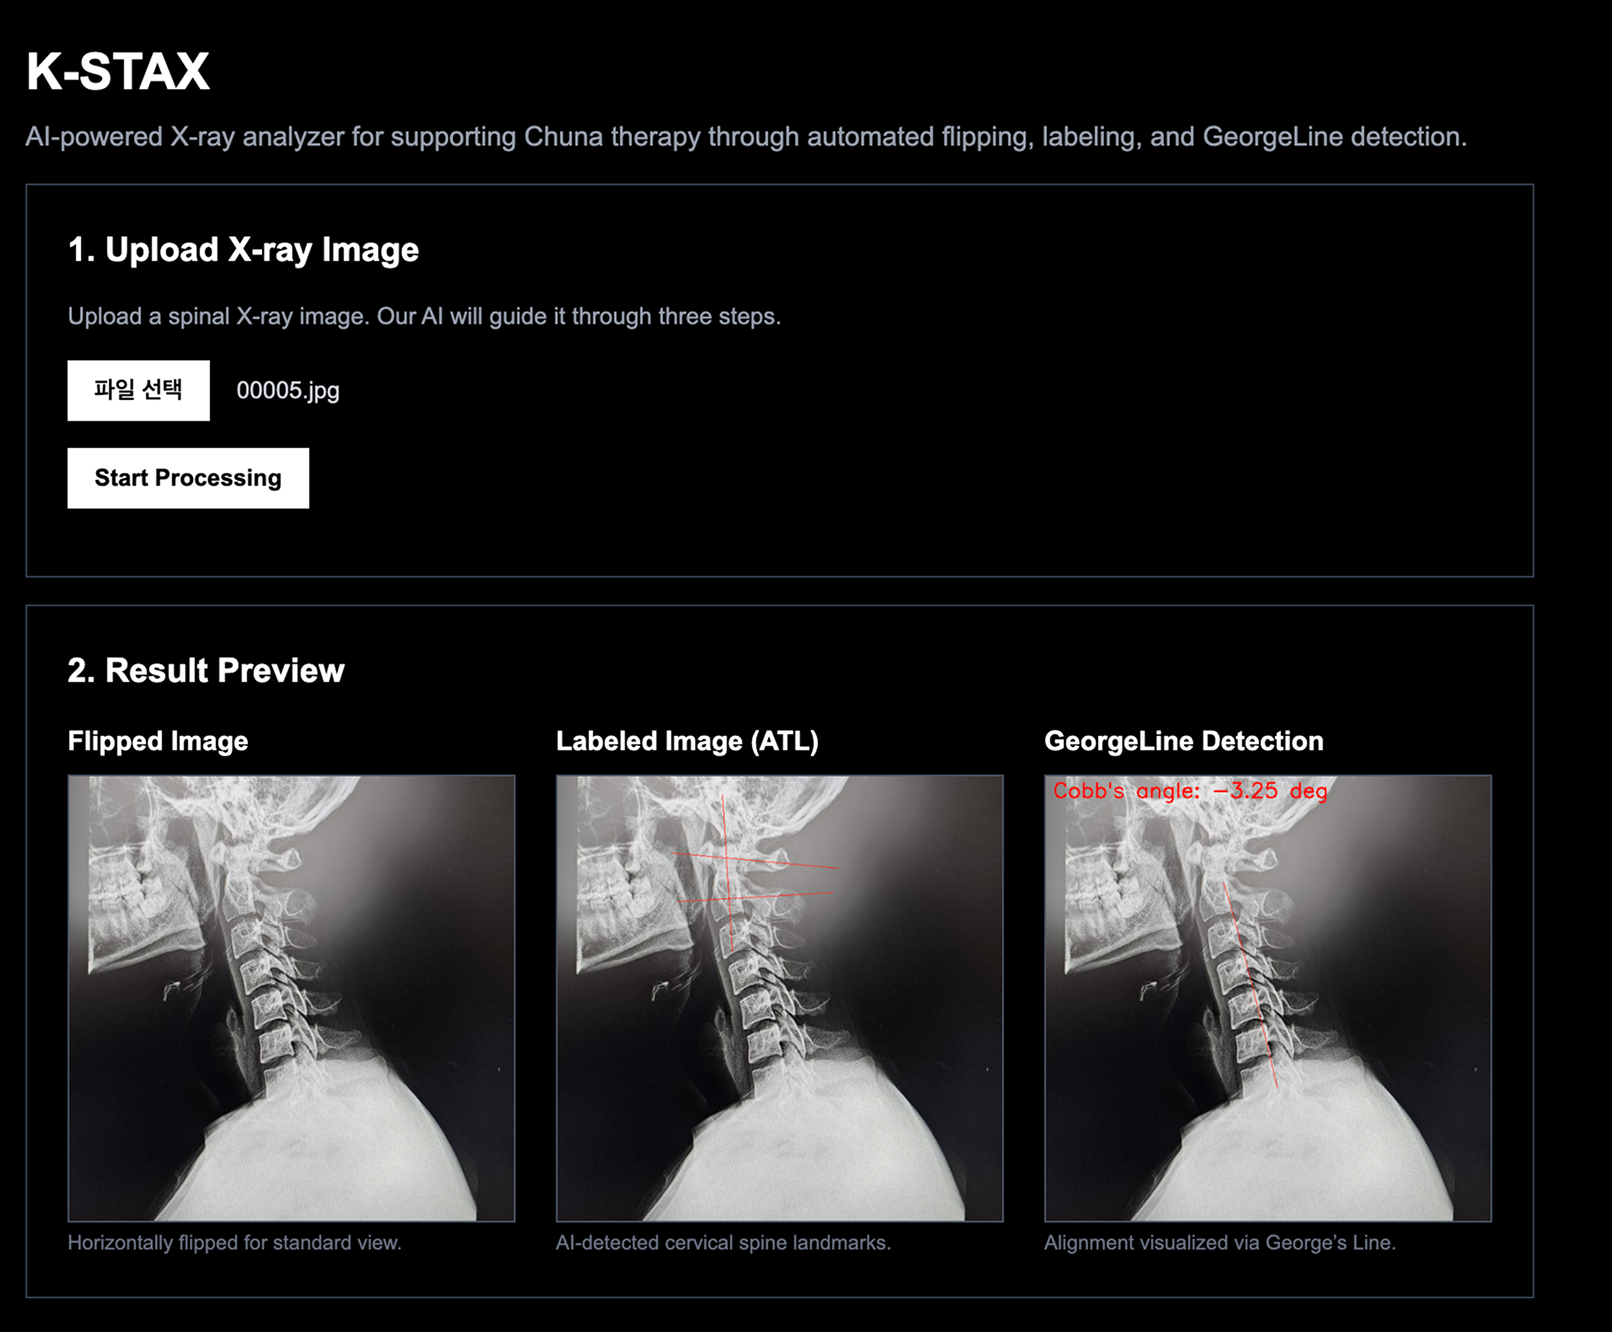 K-STAX
AI-powered X-ray analyzer for supporting Chuna therapy through automated flipping, labeling, and GeorgeLine detection.
1. Upload X-ray Image
Upload a spinal X-ray image. Our AI will guide it through three steps.
파일 선택 00005.jpg
Start Processing
2. Result Preview
Flipped Image
Labeled Image (ATL)
GeorgeLine Detection
Cobb's angle: −3.25 deg
Horizontally flipped for standard view.
AI-detected cervical spine landmarks.
Alignment visualized via George's Line.